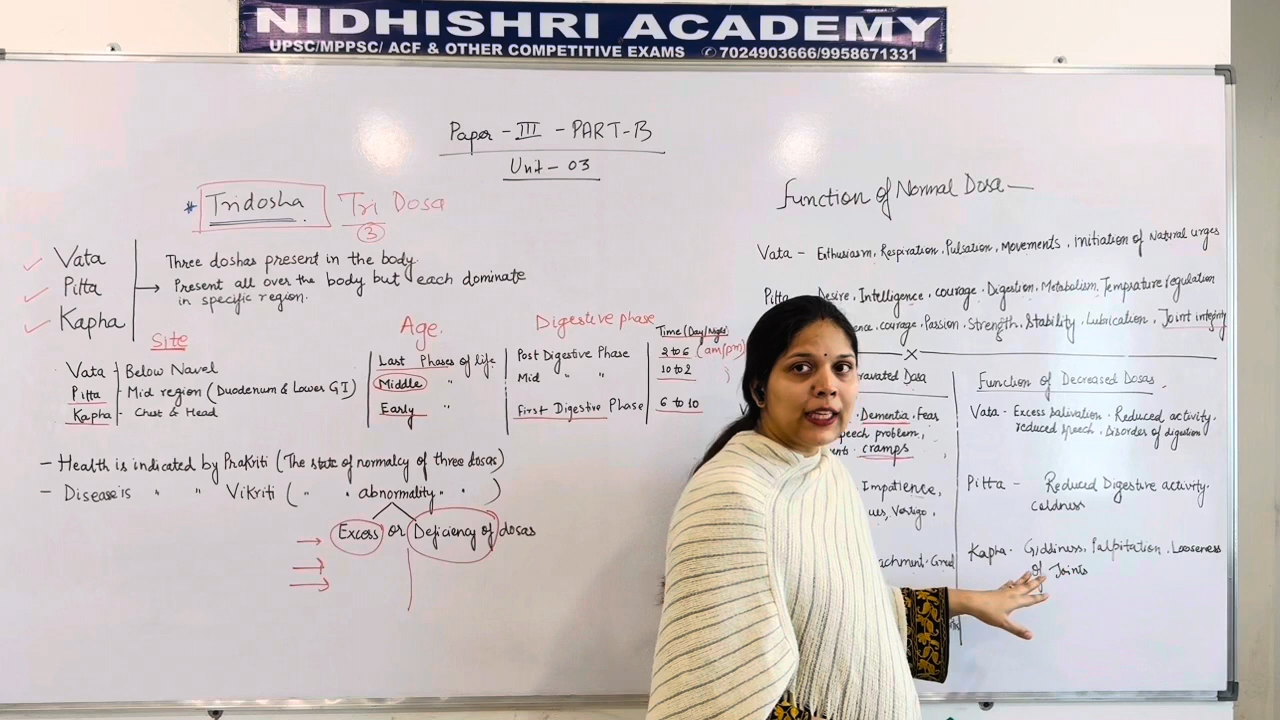 NIDHISHRI ACADEMY
UPSC/MPPSC/ ACF & OTHER COMPETITIVE EXAMS ✆ 7024903666/9958671331
Paper - III - PART-B
Unit - 03
* Tridosha Tri Dosa
3
Vata
Pitta
Kapha
Three doshas present in the body.
→ Present all over the body but each dominate
in specific region.
Site
Vata - Below Navel
Pitta - Mid region (Duodenum & Lower GI)
Kapha - Chest & Head
Age.
Last Phases of life
Middle "
Early "
Digestive phase
Post Digestive Phase
Mid " "
First Digestive Phase
Time (Day/Night)
2 to 6 (am/pm)
10 to 2 "
6 to 10
- Health is indicated by Prakriti (The state of normalcy of three dosas)
- Disease is " " Vikriti ( " " abnormality " " )
Excess or Deficiency of dosas
Function of Normal Dosa —
Vata - Enthusiasm, Respiration, Pulsation, Movements, Initiation of Natural urges
Pitta Desire, Intelligence, courage, Digestion, Metabolism, Temprature regulation
courage, Passion, Strength, Stability, Lubrication, Joint integrity
x
Dosa
Dementia, Fear
speech problem,
cramps
Impatience,
Vertigo,
Greed
Function of Decreased Dosas,
Vata - Excess salivation, Reduced activity,
reduced speech, Disorder of digestion
Pitta - Reduced Digestive activity,
coldness
Kapha - Giddiness, Palpitation, Looseness
of Joints